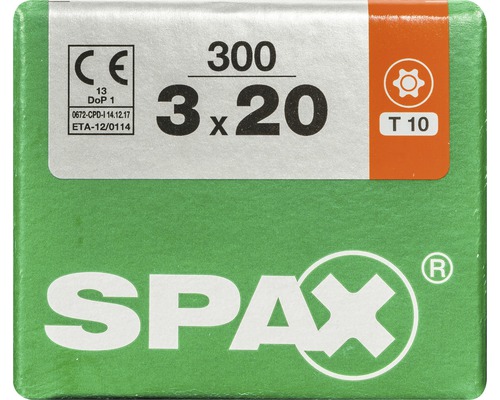 CE
13
DoP 1
0672-CPD-I 14.12.17
ETA-12/0114
300
3 x 20
T 10
SPAX®